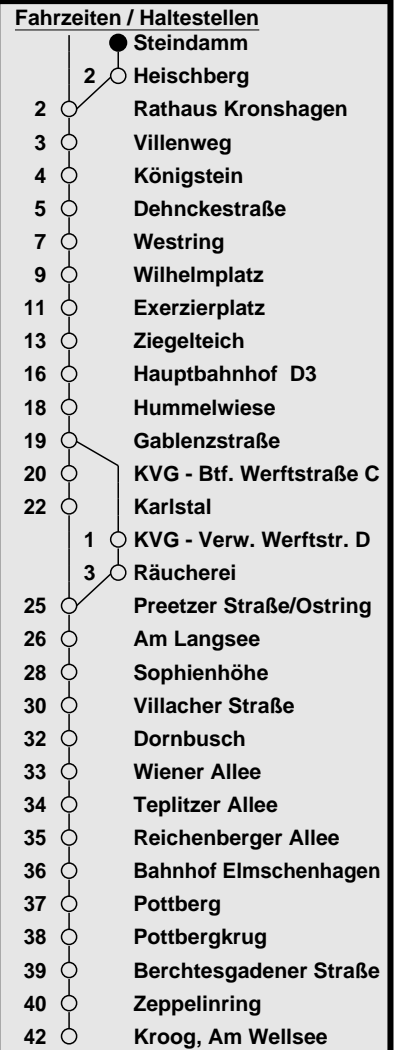 Fahrzeiten / Haltestellen
Steindamm
2 Heischberg
2 Rathaus Kronshagen
3 Villenweg
4 Königstein
5 Dehnckestraße
7 Westring
9 Wilhelmplatz
11 Exerzierplatz
13 Ziegelteich
16 Hauptbahnhof D3
18 Hummelwiese
19 Gablenzstraße
20 KVG - Btf. Werftstraße C
22 Karlstal
1 KVG - Verw. Werftstr. D
3 Räucherei
25 Preetzer Straße/Ostring
26 Am Langsee
28 Sophienhöhe
30 Villacher Straße
32 Dornbusch
33 Wiener Allee
34 Teplitzer Allee
35 Reichenberger Allee
36 Bahnhof Elmschenhagen
37 Pottberg
38 Pottbergkrug
39 Berchtesgadener Straße
40 Zeppelinring
42 Kroog, Am Wellsee